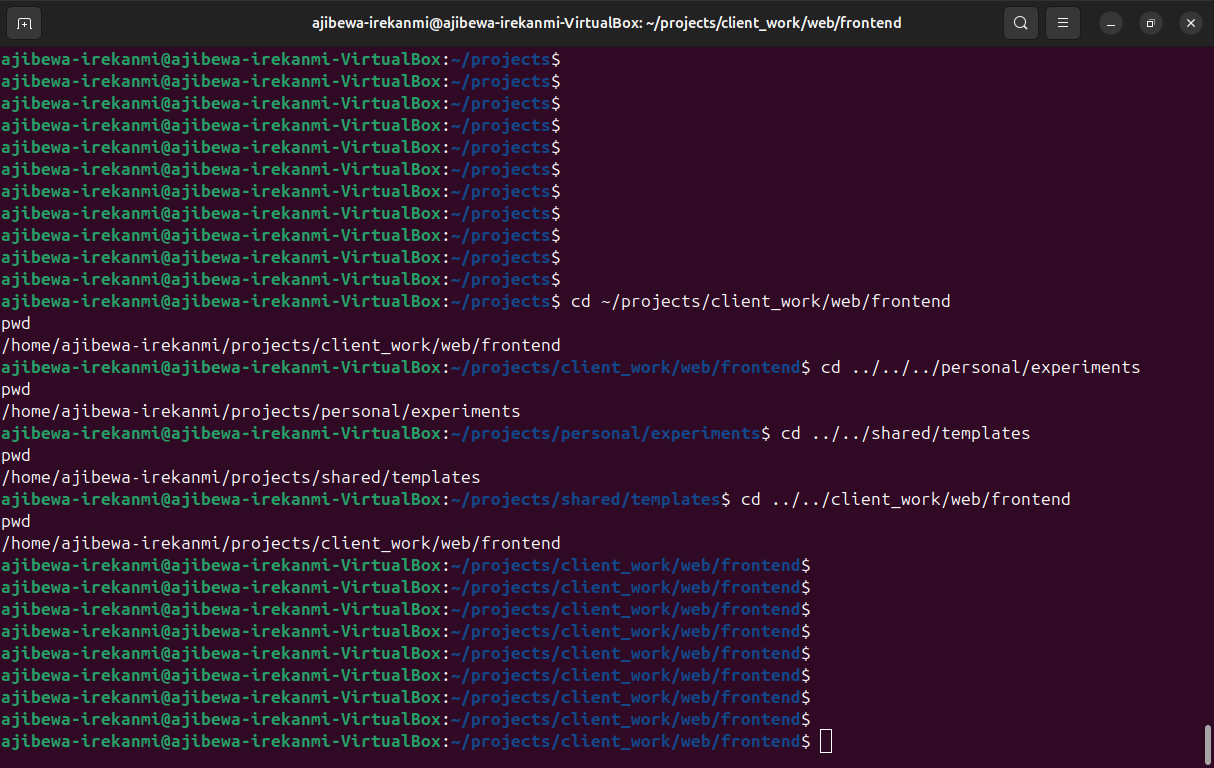 ajibewa-irekanmi@ajibewa-irekanmi-VirtualBox: ~/projects/client_work/web/frontend
ajibewa-irekanmi@ajibewa-irekanmi-VirtualBox:~/projects$
ajibewa-irekanmi@ajibewa-irekanmi-VirtualBox:~/projects$
ajibewa-irekanmi@ajibewa-irekanmi-VirtualBox:~/projects$
ajibewa-irekanmi@ajibewa-irekanmi-VirtualBox:~/projects$
ajibewa-irekanmi@ajibewa-irekanmi-VirtualBox:~/projects$
ajibewa-irekanmi@ajibewa-irekanmi-VirtualBox:~/projects$
ajibewa-irekanmi@ajibewa-irekanmi-VirtualBox:~/projects$
ajibewa-irekanmi@ajibewa-irekanmi-VirtualBox:~/projects$
ajibewa-irekanmi@ajibewa-irekanmi-VirtualBox:~/projects$
ajibewa-irekanmi@ajibewa-irekanmi-VirtualBox:~/projects$
ajibewa-irekanmi@ajibewa-irekanmi-VirtualBox:~/projects$
ajibewa-irekanmi@ajibewa-irekanmi-VirtualBox:~/projects$ cd ~/projects/client_work/web/frontend
pwd
/home/ajibewa-irekanmi/projects/client_work/web/frontend
ajibewa-irekanmi@ajibewa-irekanmi-VirtualBox:~/projects/client_work/web/frontend$ cd ../../../personal/experiments
pwd
/home/ajibewa-irekanmi/projects/personal/experiments
ajibewa-irekanmi@ajibewa-irekanmi-VirtualBox:~/projects/personal/experiments$ cd ../../shared/templates
pwd
/home/ajibewa-irekanmi/projects/shared/templates
ajibewa-irekanmi@ajibewa-irekanmi-VirtualBox:~/projects/shared/templates$ cd ../../client_work/web/frontend
pwd
/home/ajibewa-irekanmi/projects/client_work/web/frontend
ajibewa-irekanmi@ajibewa-irekanmi-VirtualBox:~/projects/client_work/web/frontend$
ajibewa-irekanmi@ajibewa-irekanmi-VirtualBox:~/projects/client_work/web/frontend$
ajibewa-irekanmi@ajibewa-irekanmi-VirtualBox:~/projects/client_work/web/frontend$
ajibewa-irekanmi@ajibewa-irekanmi-VirtualBox:~/projects/client_work/web/frontend$
ajibewa-irekanmi@ajibewa-irekanmi-VirtualBox:~/projects/client_work/web/frontend$
ajibewa-irekanmi@ajibewa-irekanmi-VirtualBox:~/projects/client_work/web/frontend$
ajibewa-irekanmi@ajibewa-irekanmi-VirtualBox:~/projects/client_work/web/frontend$
ajibewa-irekanmi@ajibewa-irekanmi-VirtualBox:~/projects/client_work/web/frontend$
ajibewa-irekanmi@ajibewa-irekanmi-VirtualBox:~/projects/client_work/web/frontend$